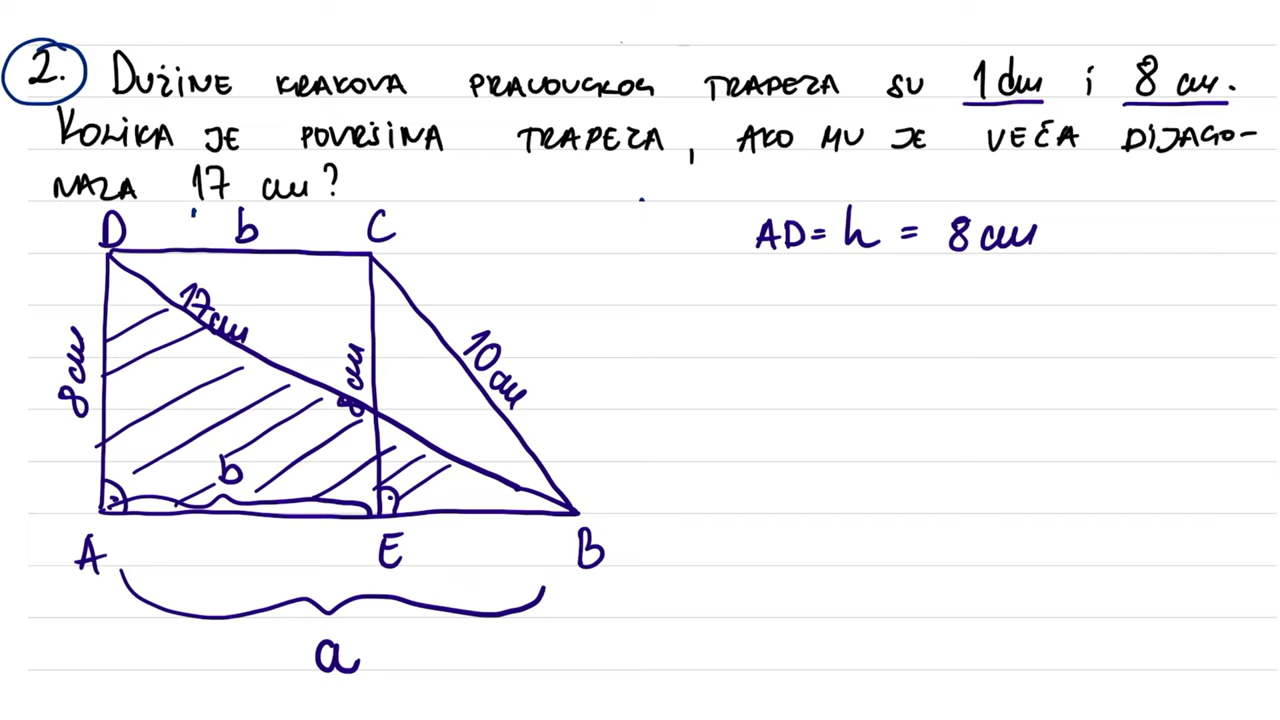 2. DUŽINE KRAKOVA PRAVOUGLOG TRAPEZA SU 1 dm i 8 cm.
KOLIKA JE POVRŠINA TRAPEZA, AKO MU JE VEĆA DIJAGO-
NALA 17 cm?
D b C
AD = h = 8 cm
17 cm
8 cm
8 cm
10 cm
b
A E B
a